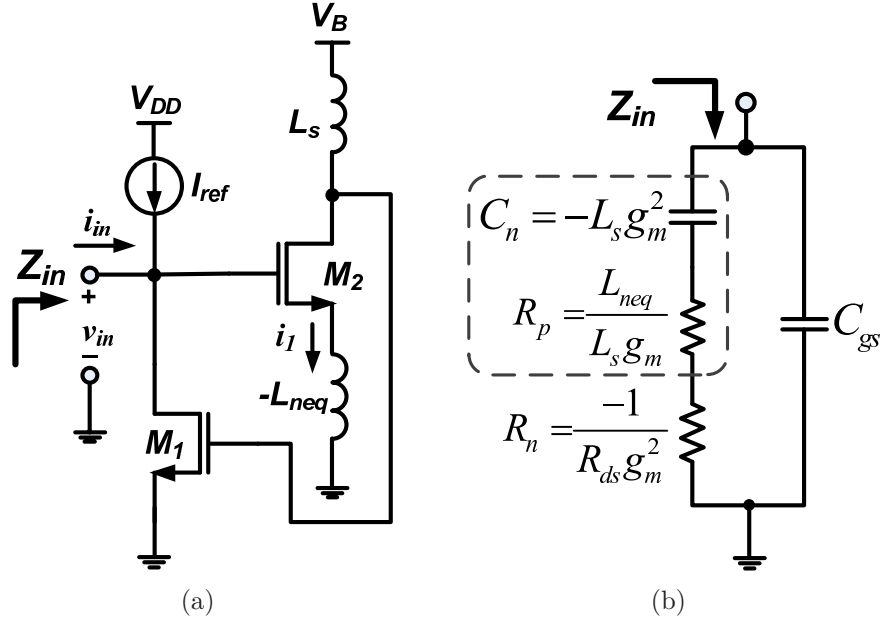 V_B
V_DD
L_s
I_ref
i_in
Z_in
M_2
+
v_in
−
i_1
-L_neq
M_1
(a)
Z_in
C_n = -L_s g_m^2
R_p = L_neq / L_s g_m
C_gs
R_n = -1 / R_ds g_m^2
(b)